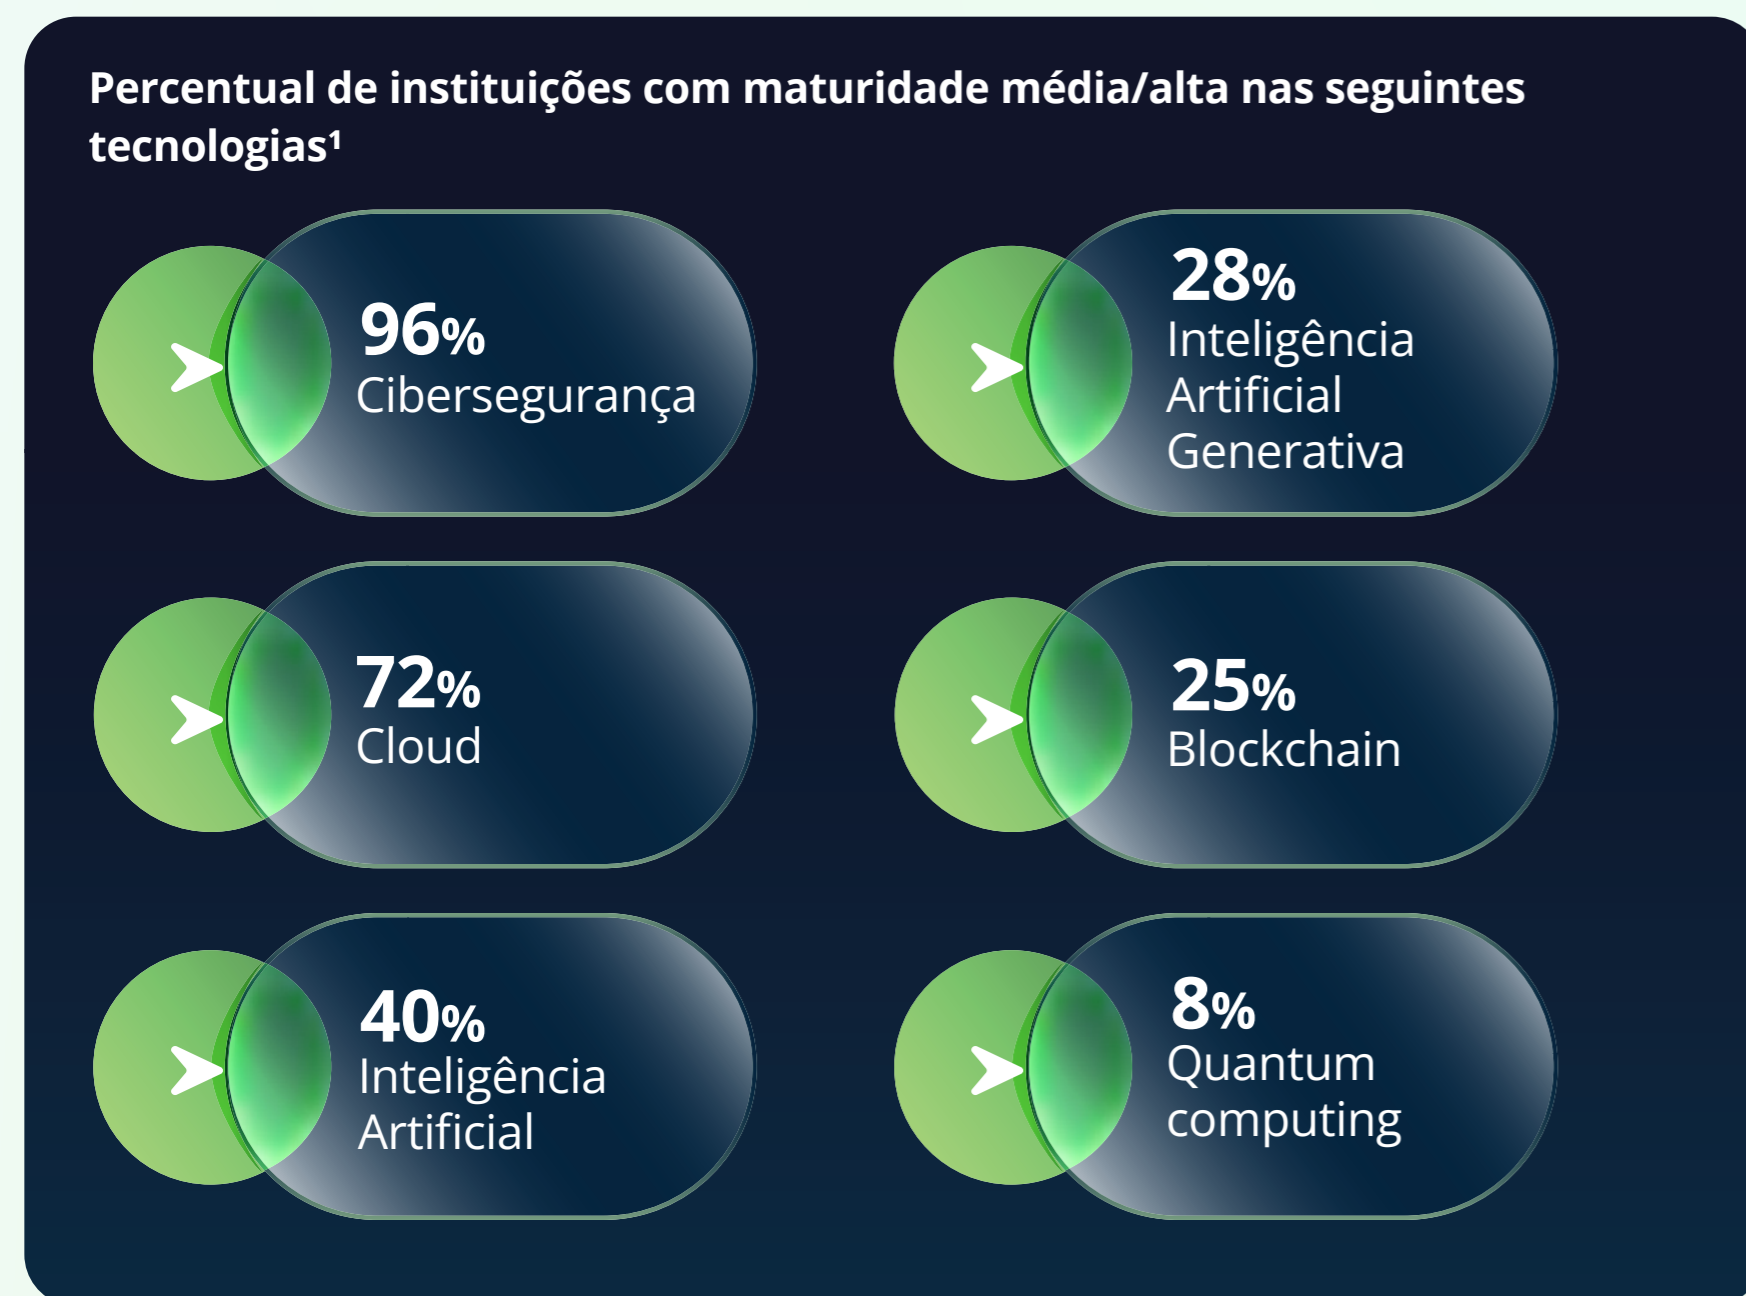 Percentual de instituições com maturidade média/alta nas seguintes
tecnologias¹
96%
Cibersegurança
28%
Inteligência
Artificial
Generativa
72%
Cloud
25%
Blockchain
40%
Inteligência
Artificial
8%
Quantum
computing